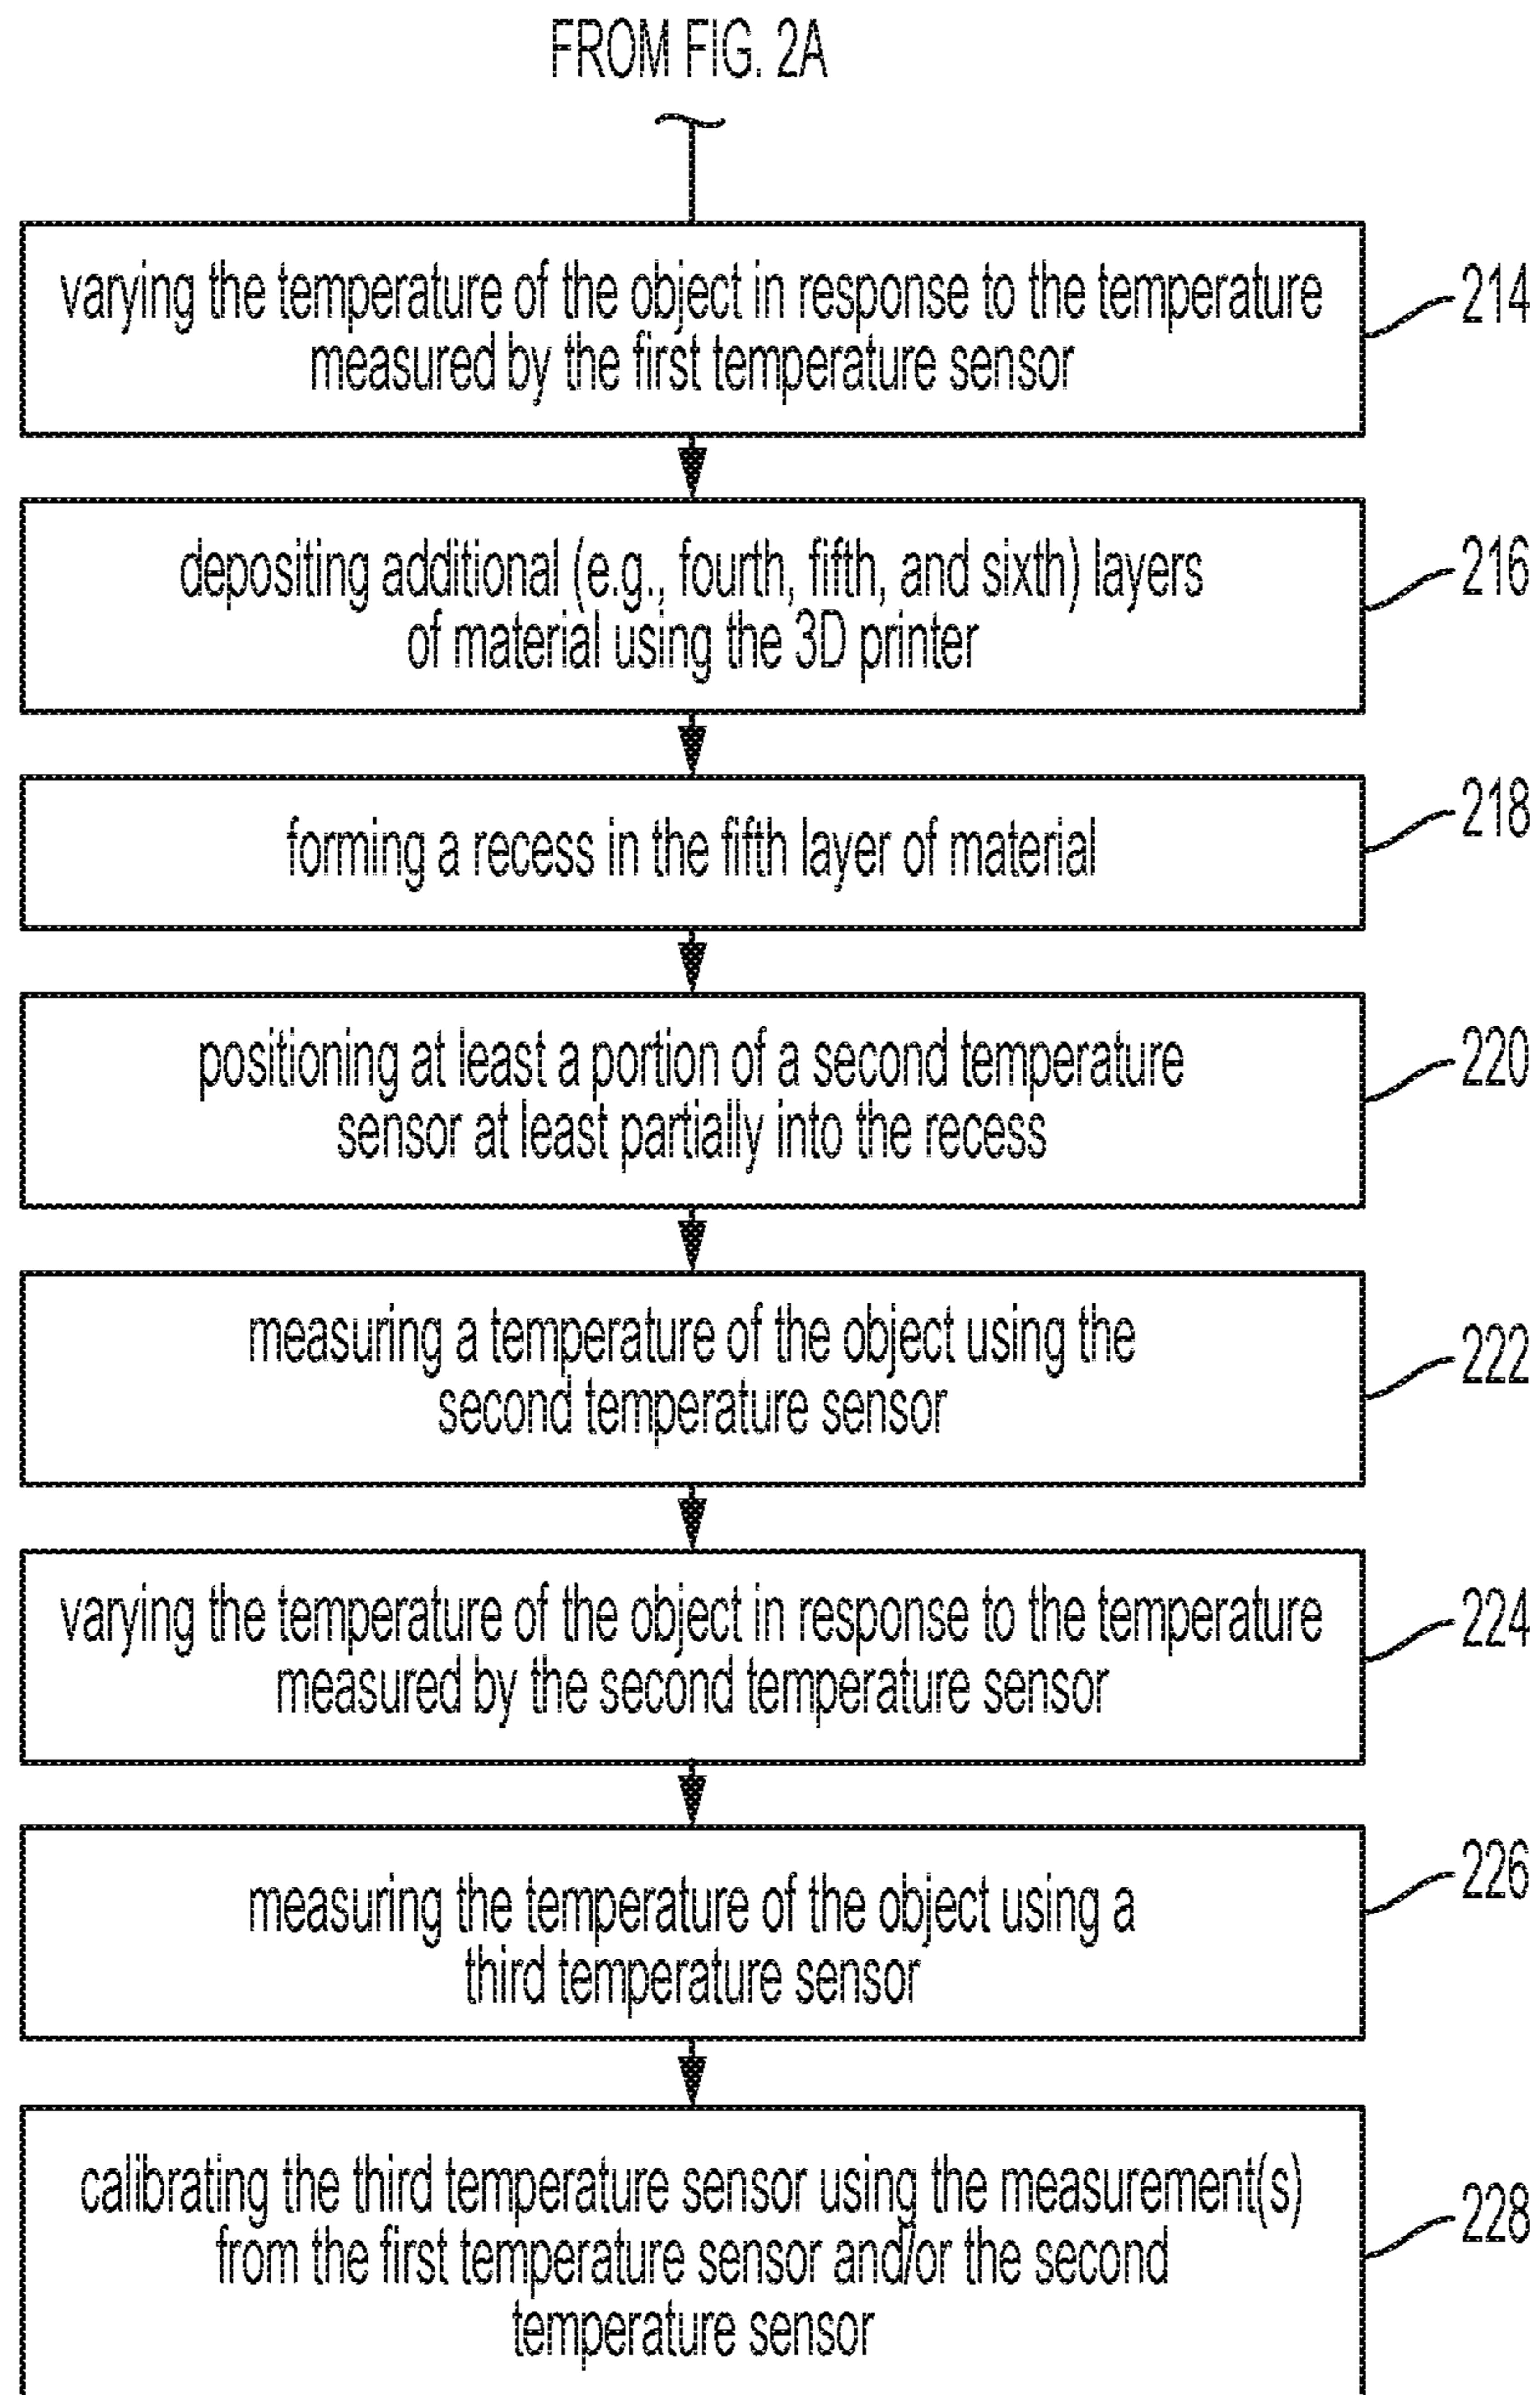 FROM FIG. 2A
varying the temperature of the object in response to the temperature
measured by the first temperature sensor
214
depositing additional (e.g., fourth, fifth, and sixth) layers
of material using the 3D printer
216
forming a recess in the fifth layer of material
218
positioning at least a portion of a second temperature
sensor at least partially into the recess
220
measuring a temperature of the object using the
second temperature sensor
222
varying the temperature of the object in response to the temperature
measured by the second temperature sensor
224
measuring the temperature of the object using a
third temperature sensor
226
calibrating the third temperature sensor using the measurement(s)
from the first temperature sensor and/or the second
temperature sensor
228